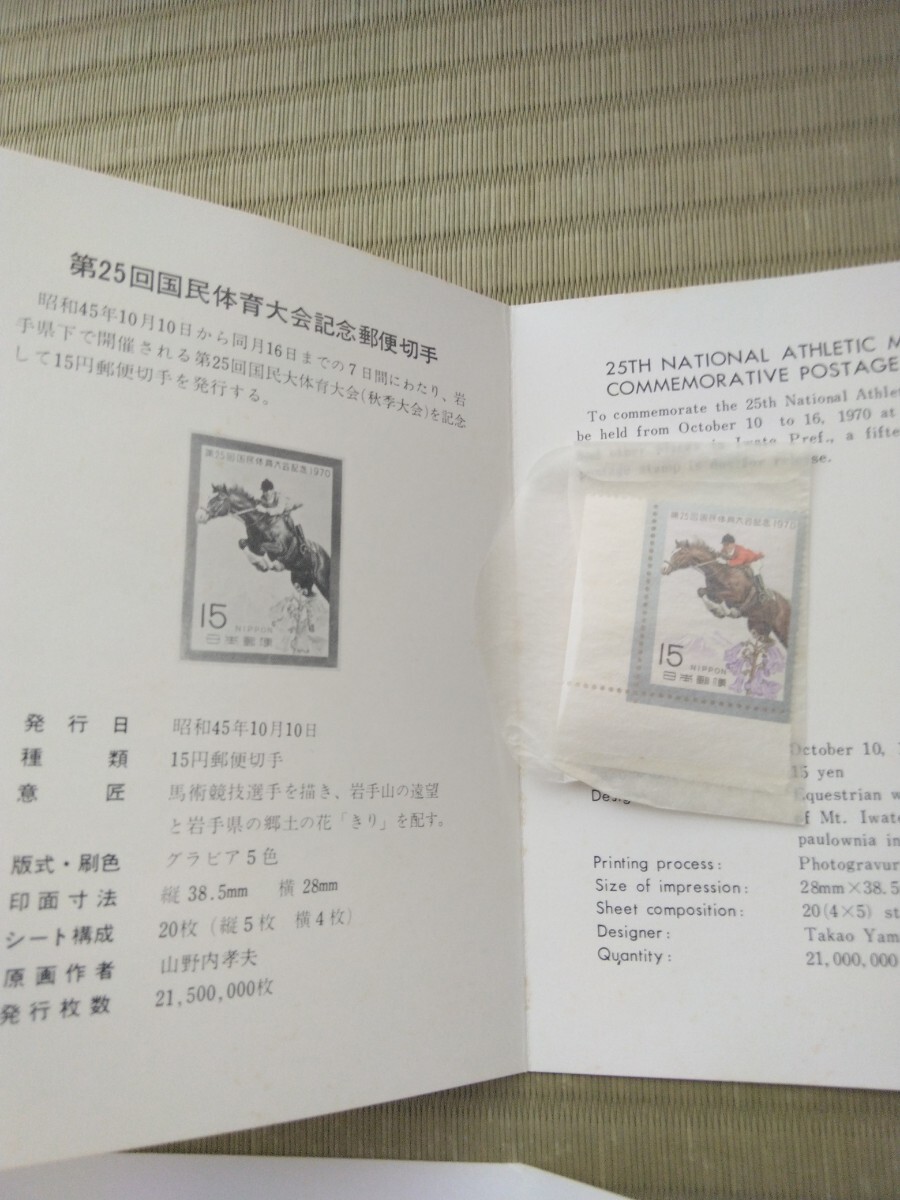 第25回国民体育大会記念郵便切手
昭和45年10月10日から同月16日までの7日間にわたり、岩
手県下で開催される第25回国民大体育大会(秋季大会)を記念
して15円郵便切手を発行する。
第25回国民体育大会記念1970
15
NIPPON
日本郵便
発行日 昭和45年10月10日
種類 15円郵便切手
意匠 馬術競技選手を描き、岩手山の遠望
と岩手県の郷土の花「きり」を配す。
版式・刷色 グラビア5色
印面寸法 縦38.5mm 横28mm
シート構成 20枚(縦5枚 横4枚)
原画作者 山野内孝夫
発行枚数 21,500,000枚
25TH NATIONAL ATHLETIC M
COMMEMORATIVE POSTAGE
To commemorate the 25th National Athle
be held from October 10 to 16, 1970 at
in Iwate Pref., a fifte
第25回国民体育大会記念1970
15
NIPPON
日本郵便
October 10, 1
15 yen
Desig Equestrian w
of Mt. Iwate
paulownia in
Printing process: Photogravur
Size of impression: 28mm×38.5
Sheet composition: 20(4×5) st
Designer: Takao Yam
Quantity: 21,000,000